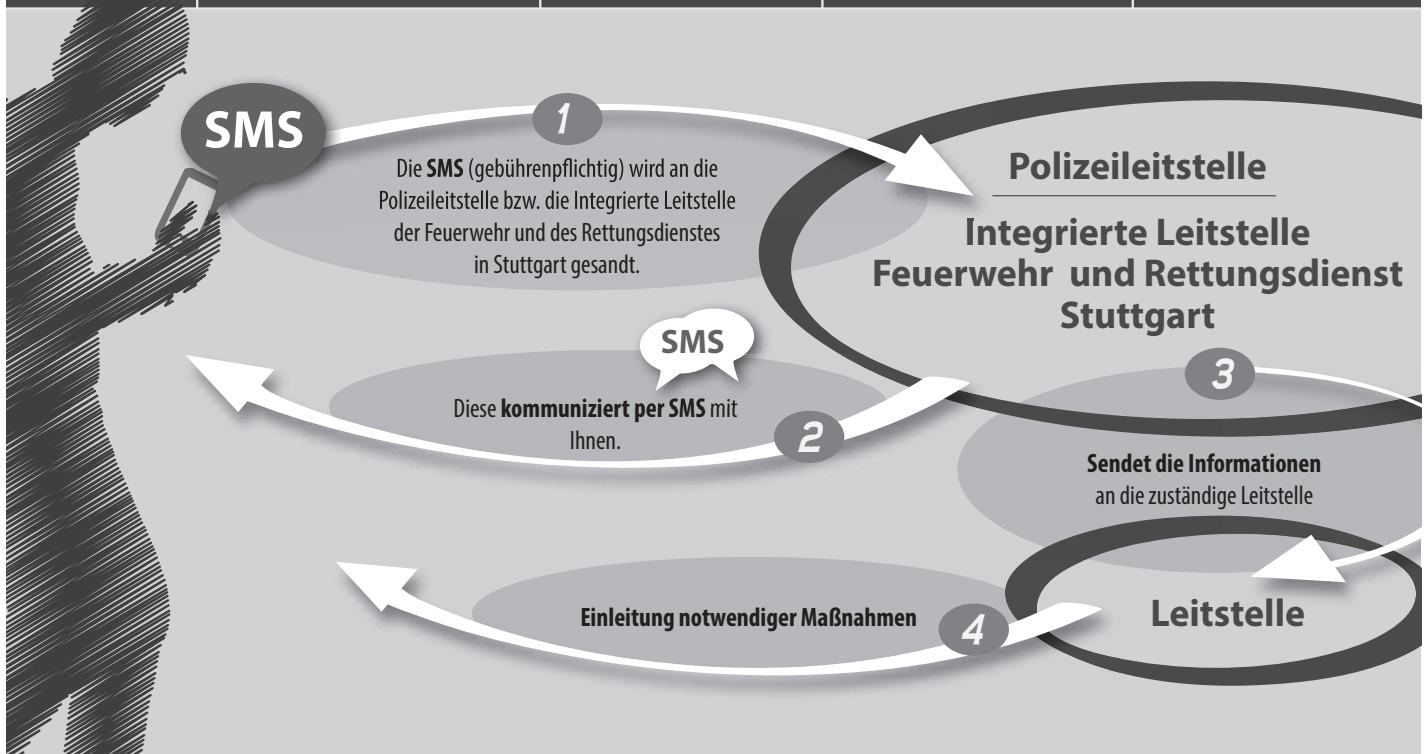 SMS
1
Die SMS (gebührenpflichtig) wird an die
Polizeileitstelle bzw. die Integrierte Leitstelle
der Feuerwehr und des Rettungsdienstes
in Stuttgart gesandt.
Polizeileitstelle
Integrierte Leitstelle
Feuerwehr und Rettungsdienst
Stuttgart
SMS
Diese kommuniziert per SMS mit
Ihnen.
2
3
Sendet die Informationen
an die zuständige Leitstelle
Einleitung notwendiger Maßnahmen
4
Leitstelle